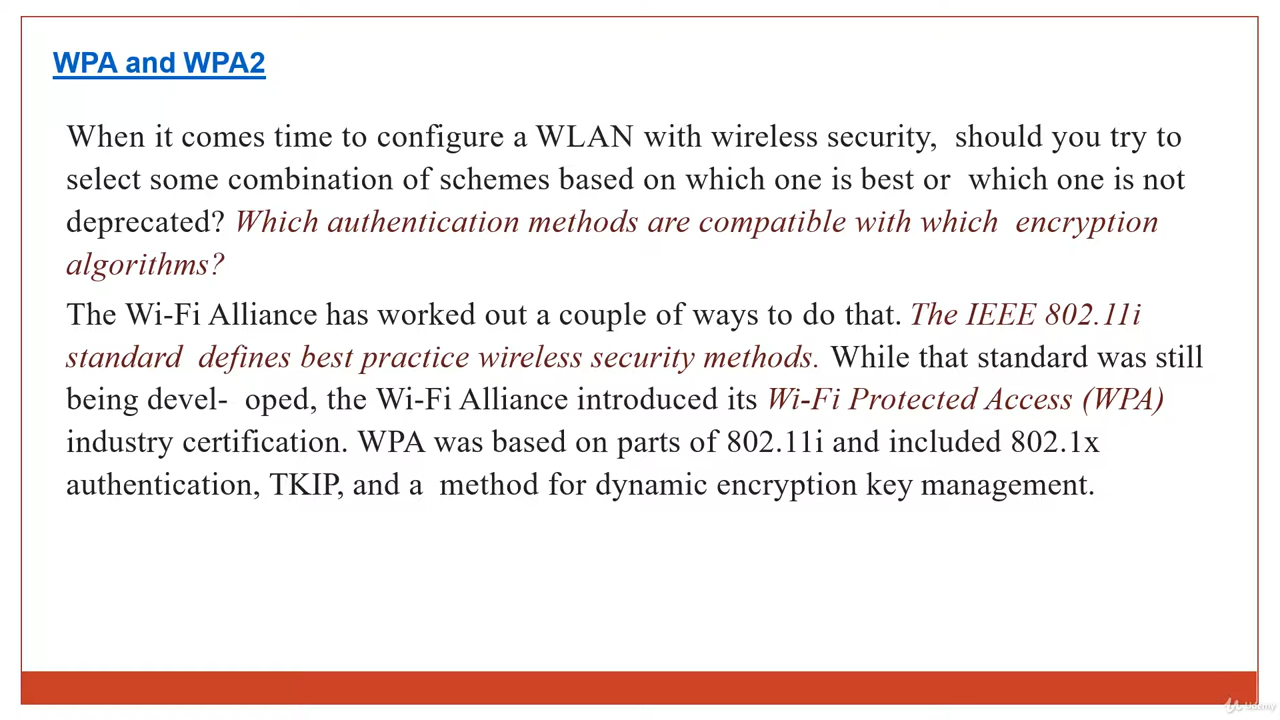 WPA and WPA2
When it comes time to configure a WLAN with wireless security,  should you try to
select some combination of schemes based on which one is best or  which one is not
deprecated? Which authentication methods are compatible with which  encryption
algorithms?
The Wi-Fi Alliance has worked out a couple of ways to do that. The IEEE 802.11i
standard  defines best practice wireless security methods. While that standard was still
being devel-  oped, the Wi-Fi Alliance introduced its Wi-Fi Protected Access (WPA)
industry certification. WPA was based on parts of 802.11i and included 802.1x
authentication, TKIP, and a  method for dynamic encryption key management.
Udemy